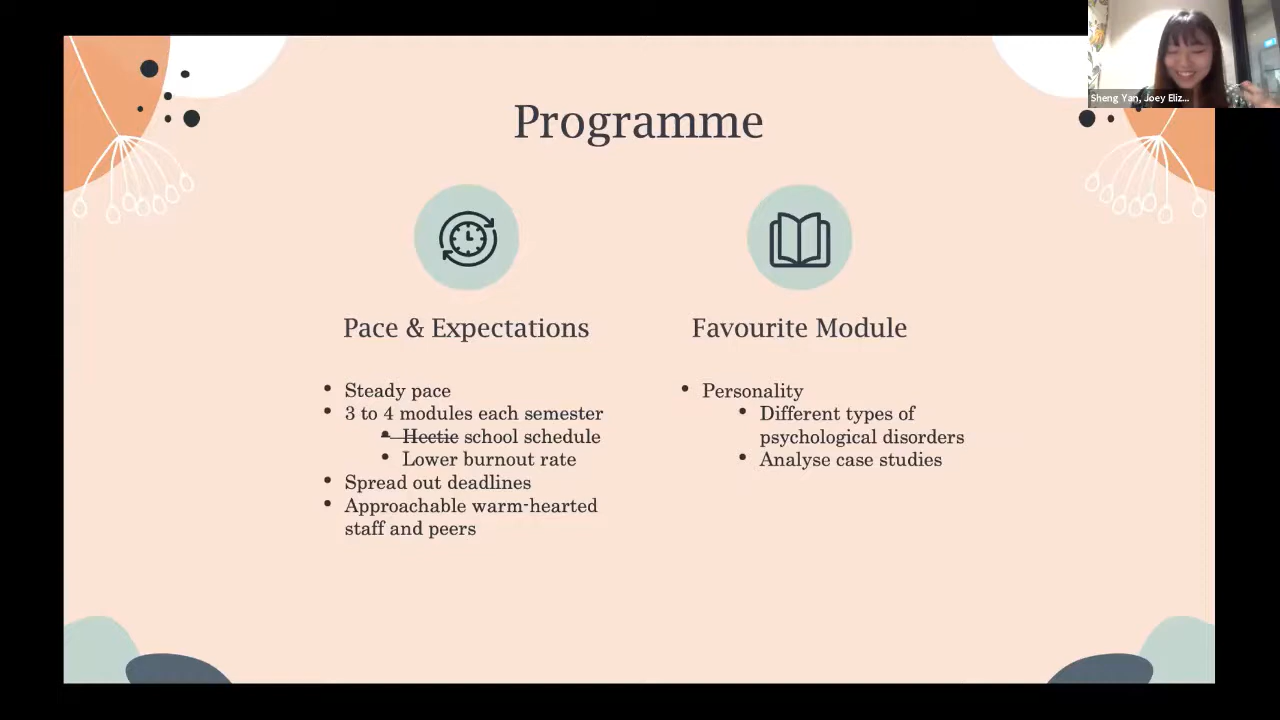 Sheng Yan, Joey Eliz...
Programme
Pace & Expectations
Steady pace
3 to 4 modules each semester
Hectic school schedule
Lower burnout rate
Spread out deadlines
Approachable warm-hearted
staff and peers
Favourite Module
Personality
Different types of
psychological disorders
Analyse case studies